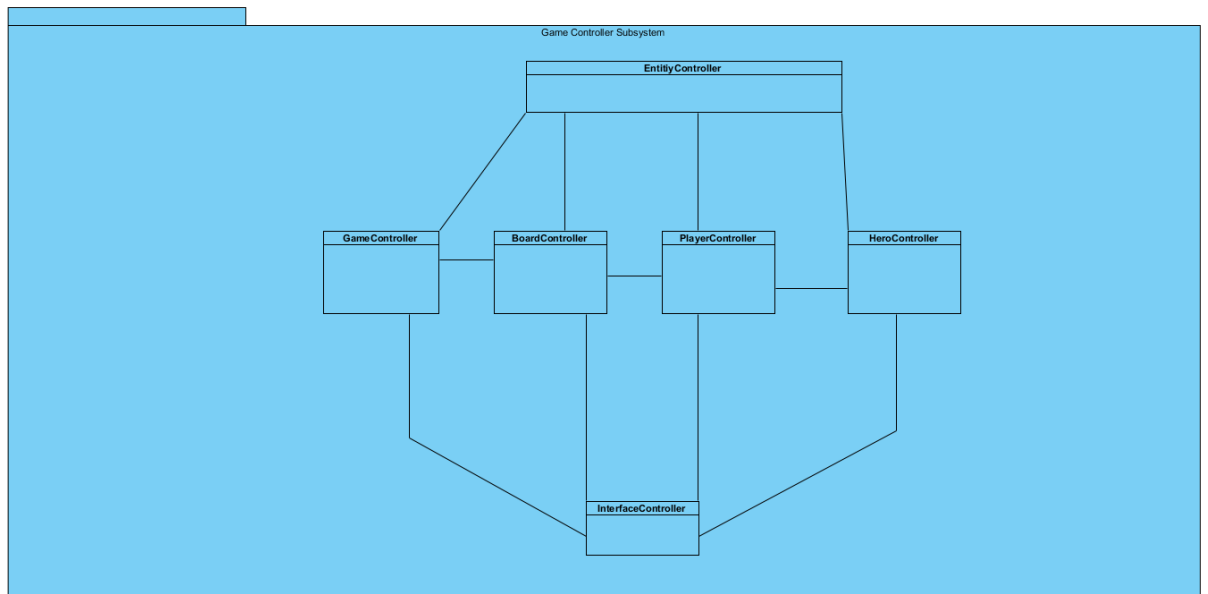 Game Controller Subsystem
EntitiyController
GameController
BoardController
PlayerController
HeroController
InterfaceController